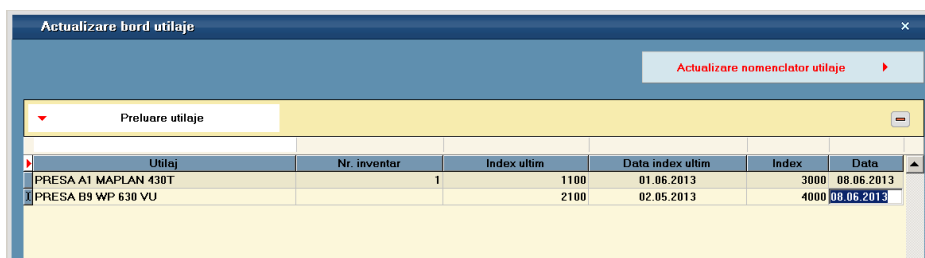 Actualizare bord utilaje
Actualizare nomenclator utilaje
Preluare utilaje
Utilaj Nr. inventar Index ultim Data index ultim Index Data
PRESA A1 MAPLAN 430T 1 1100 01.06.2013 3000 08.06.2013
PRESA B9 WP 630 VU 2100 02.05.2013 4000 08.06.2013